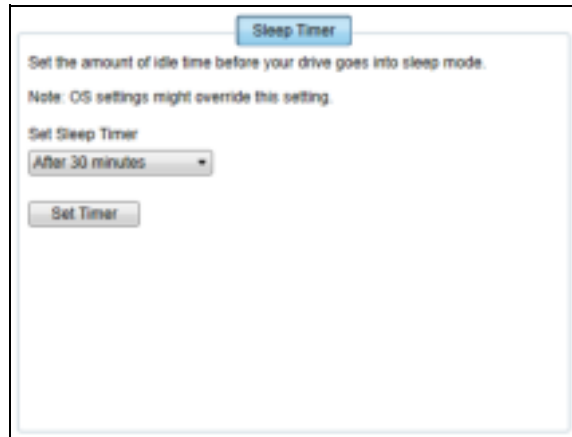 Sleep Timer
Set the amount of idle time before your drive goes into sleep mode.
Note: OS settings might override this setting.
Set Sleep Timer
After 30 minutes
Set Timer